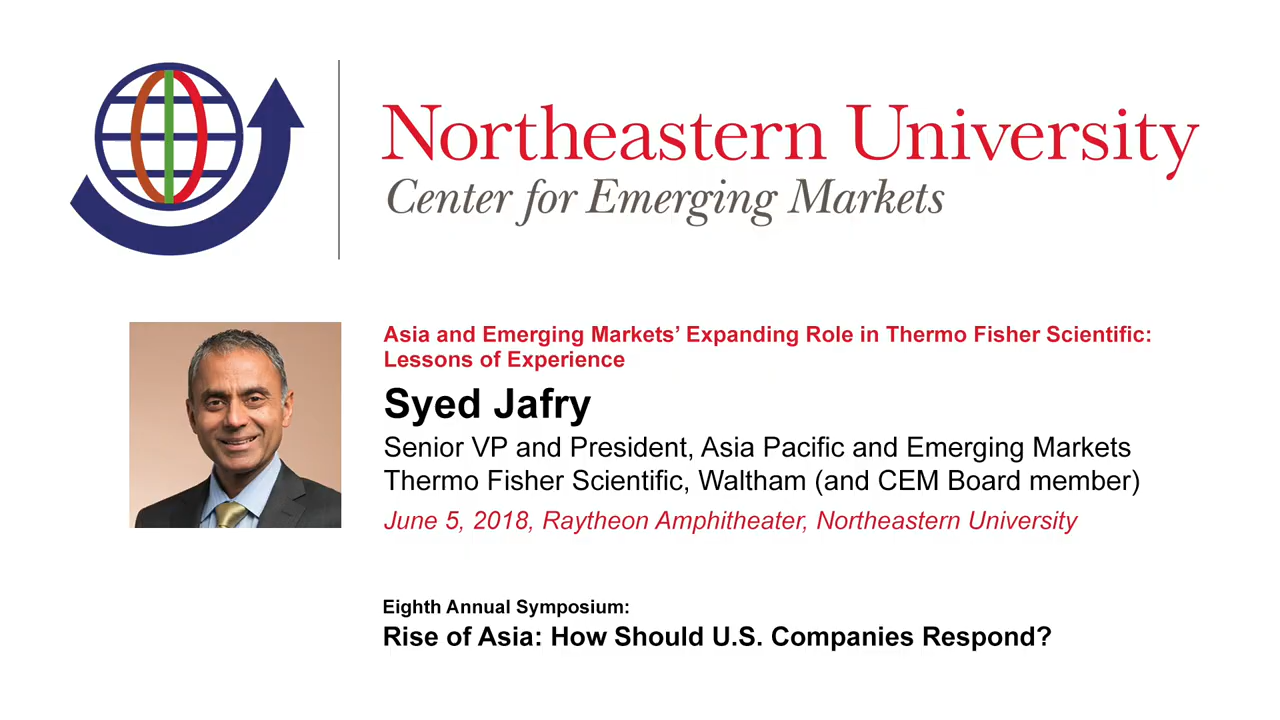 Northeastern University
Center for Emerging Markets
Asia and Emerging Markets’ Expanding Role in Thermo Fisher Scientific:
Lessons of Experience
Syed Jafry
Senior VP and President, Asia Pacific and Emerging Markets
Thermo Fisher Scientific, Waltham (and CEM Board member)
June 5, 2018, Raytheon Amphitheater, Northeastern University
Eighth Annual Symposium:
Rise of Asia: How Should U.S. Companies Respond?